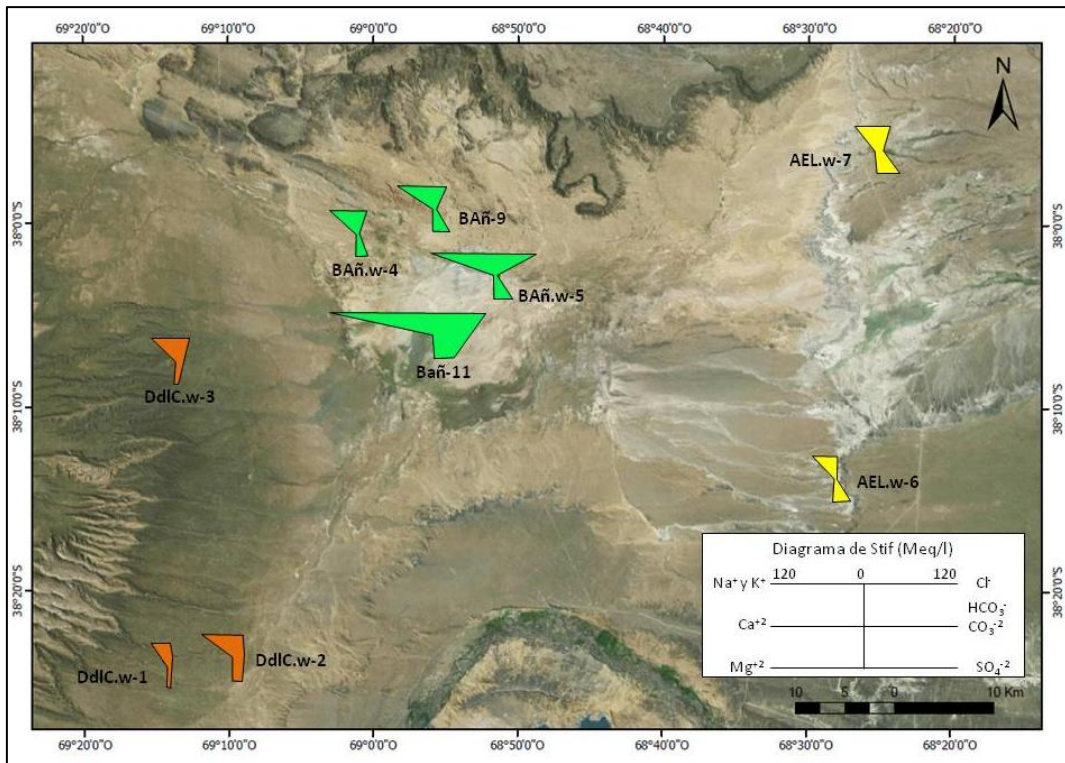 69°20'0"O 69°10'0"O 69°0'0"O 68°50'0"O 68°40'0"O 68°30'0"O 68°20'0"O
N
AEL.w-7
BAñ-9
38°0'0"S 38°0'0"S
BAñ.w-4
BAñ.w-5
Bañ-11
DdlC.w-3
38°10'0"S 38°10'0"S
AEL.w-6
Diagrama de Stif (Meq/l)
Na⁺ y K⁺ 120 0 120 Cl⁻
38°20'0"S 38°20'0"S
HCO₃⁻
Ca⁺² CO₃⁻²
DdlC.w-2
DdlC.w-1
Mg⁺² SO₄⁻²
10 5 0 10 Km
69°20'0"O 69°10'0"O 69°0'0"O 68°50'0"O 68°40'0"O 68°30'0"O 68°20'0"O